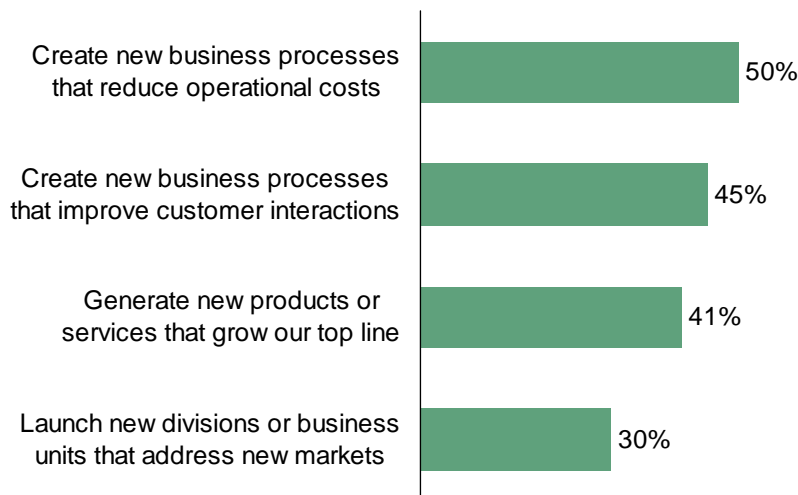 Create new business processes
that reduce operational costs
50%
Create new business processes
that improve customer interactions
45%
Generate new products or
services that grow our top line
41%
Launch new divisions or business
units that address new markets
30%